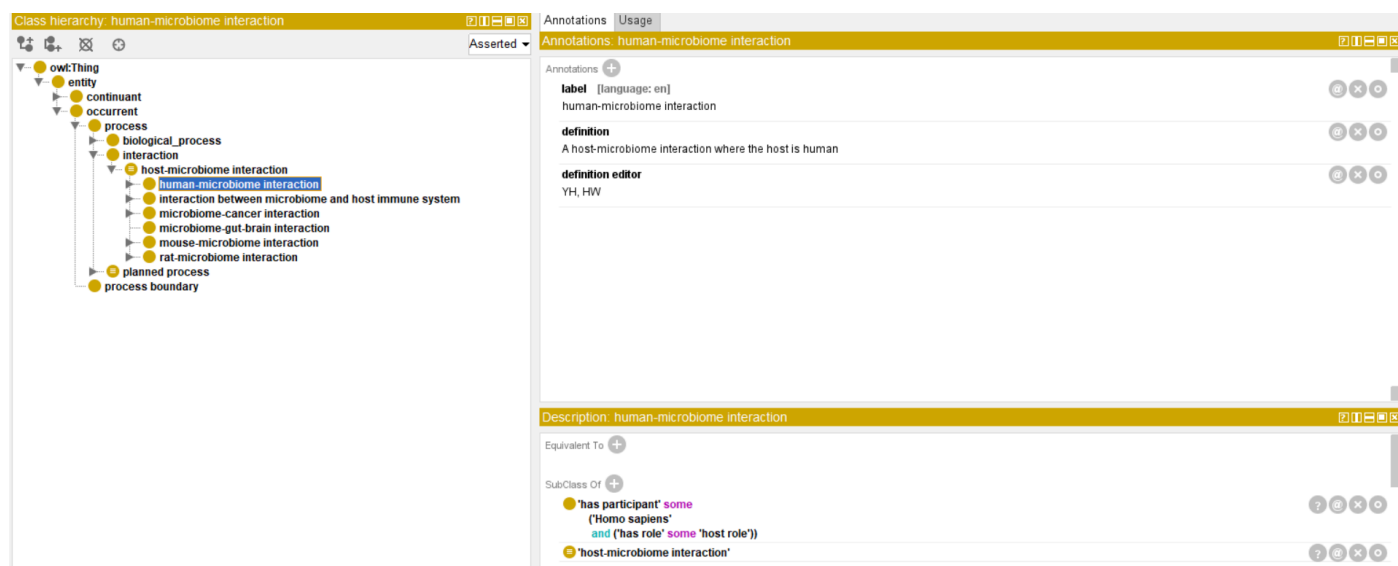 Class hierarchy: human-microbiome interaction
Asserted
owl:Thing
entity
continuant
occurrent
process
biological_process
interaction
host-microbiome interaction
human-microbiome interaction
interaction between microbiome and host immune system
microbiome-cancer interaction
microbiome-gut-brain interaction
mouse-microbiome interaction
rat-microbiome interaction
planned process
process boundary
Annotations Usage
Annotations: human-microbiome interaction
Annotations
label [language: en]
human-microbiome interaction
definition
A host-microbiome interaction where the host is human
definition editor
YH, HW
Description: human-microbiome interaction
Equivalent To
SubClass Of
'has participant' some
('Homo sapiens'
and ('has role' some 'host role'))
'host-microbiome interaction'